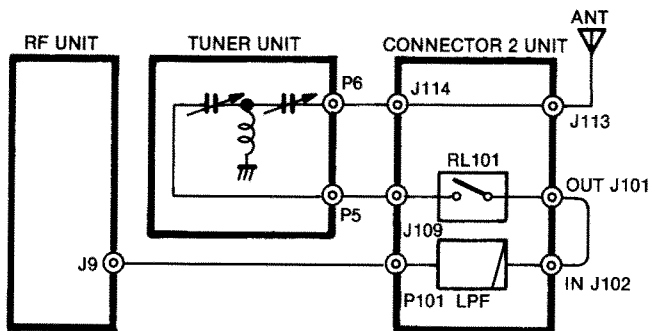 ANT
RF UNIT
TUNER UNIT
CONNECTOR 2 UNIT
P6
J114
J113
RL101
OUT J101
P5
J109
J9
P101 LPF
IN J102